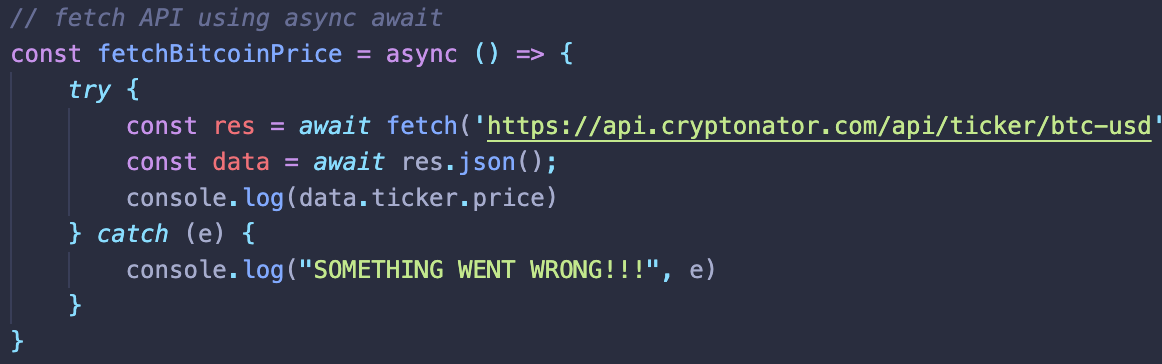 // fetch API using async await
const fetchBitcoinPrice = async () => {
try {
const res = await fetch('https://api.cryptonator.com/api/ticker/btc-usd'
const data = await res.json();
console.log(data.ticker.price)
} catch (e) {
console.log("SOMETHING WENT WRONG!!!", e)
}
}